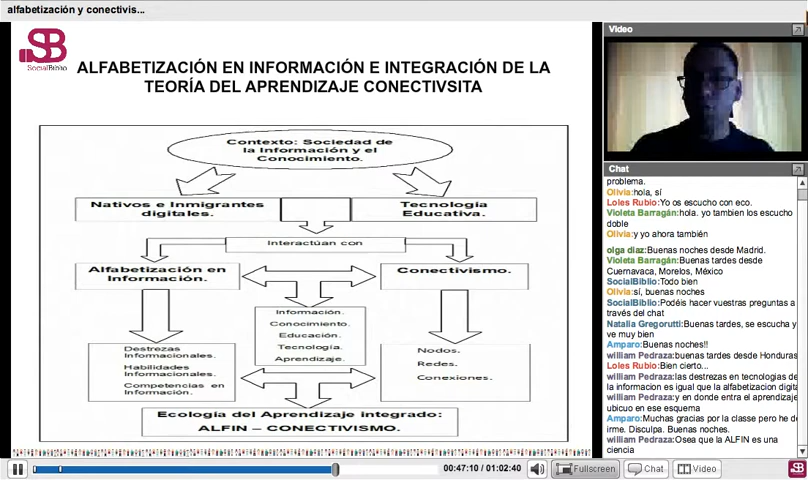 alfabetización y conectivis...
SB
SocialBiblio
ALFABETIZACIÓN EN INFORMACIÓN E INTEGRACIÓN DE LA
TEORÍA DEL APRENDIZAJE CONECTIVSITA
Contexto: Sociedad de
la Información y el
Conocimiento.
Nativos e Inmigrantes
digitales.
Tecnología
Educativa.
Interactúan con
Alfabetización en
Información.
Conectivismo.
Información.
Conocimiento.
Educación.
Tecnología.
Aprendizaje.
Destrezas
Informacionales.
Habilidades
Informacionales.
Competencias en
Información.
Nodos.
Redes.
Conexiones.
Ecología del Aprendizaje integrado:
ALFIN – CONECTIVISMO.
Video
Chat
problema.
Olivia:hola, sí
Loles Rubio:Yo os escucho con eco.
Violeta Barragán:hola. yo tambien los escucho
doble
Olivia:y yo ahora también
olga diaz:Buenas noches desde Madrid.
Violeta Barragán:Buenas tardes desde
Cuernavaca, Morelos, México
SocialBiblio:Todo bien
Olivia:sí, buenas noches
SocialBiblio:Podéis hacer vuestras preguntas a
través del chat
Natalia Gregorutti:Buenas tardes, se escucha y
ve muy bien
Amparo:Buenas noches!!
william Pedraza:buenas tardes desde Honduras
Loles Rubio:Bien cierto...
william Pedraza:las destrezas en tecnologias de
la informacion es igual que la alfabetizacion digita
william Pedraza:y en donde entra el aprendizaje
ubicuo en ese esquema
Amparo:Muchas gracias por la clase pero he de
irme. Disculpa. Buenas noches.
william Pedraza:Osea que la ALFIN es una
ciencia
00:47:10 / 01:02:40
Fullscreen
Chat
Video
SB